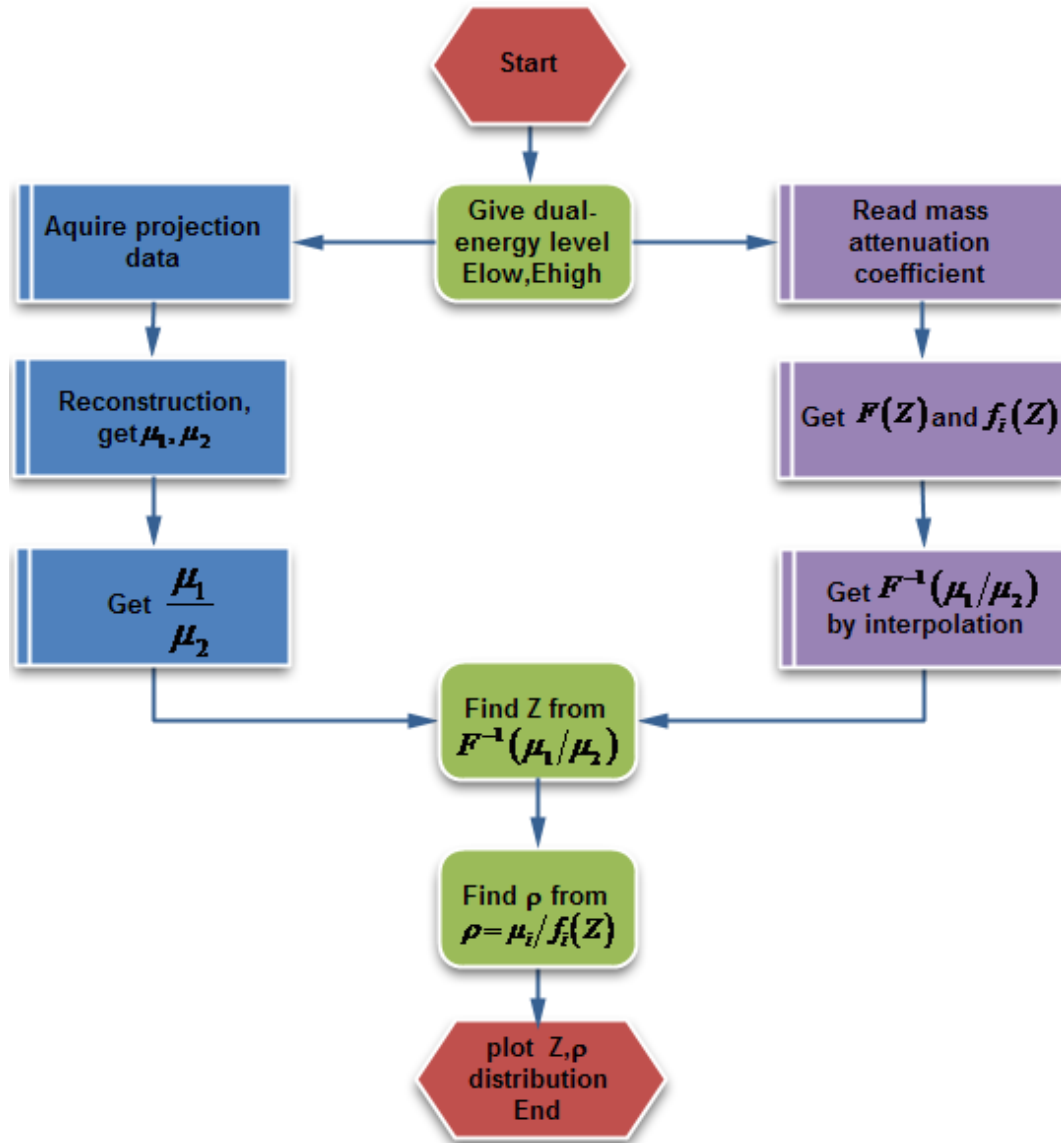 Start
Give dual-
energy level
Elow,Ehigh
Aquire projection
data
Read mass
attenuation
coefficient
Reconstruction,
get μ₁, μ₂
Get F(Z) and fᵢ(Z)
Get μ₁/μ₂
Get F⁻¹(μ₁/μ₂)
by interpolation
Find Z from
F⁻¹(μ₁/μ₂)
Find ρ from
ρ=μᵢ/fᵢ(Z)
plot Z,ρ
distribution
End